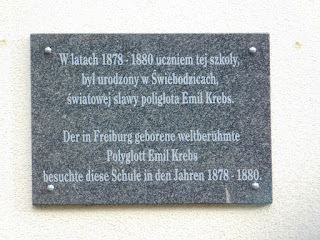 W latach 1878 - 1880 uczniem tej szkoły,
był urodzony w Świebodzicach,
światowej sławy poliglota Emil Krebs.
Der in Freiburg geborene weltberühmte
Polyglott Emil Krebs
besuchte diese Schule in den Jahren 1878 - 1880.